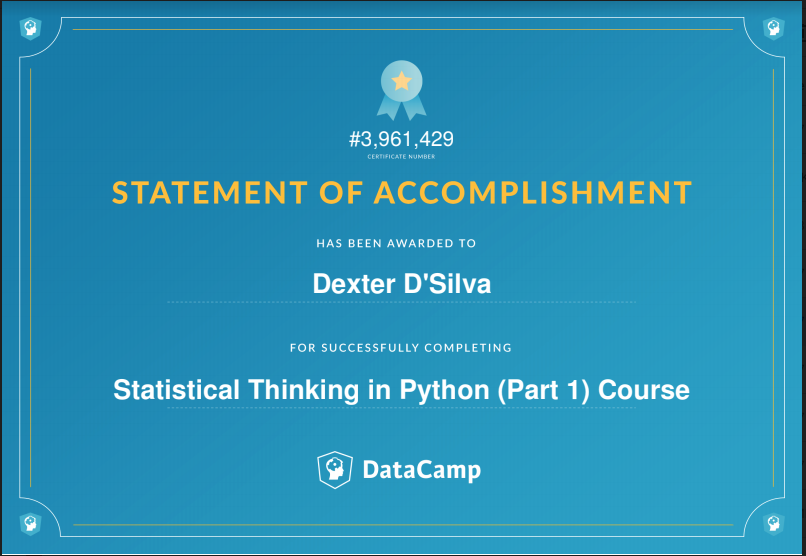 #3,961,429
CERTIFICATE NUMBER
STATEMENT OF ACCOMPLISHMENT
HAS BEEN AWARDED TO
Dexter D'Silva
FOR SUCCESSFULLY COMPLETING
Statistical Thinking in Python (Part 1) Course
DataCamp